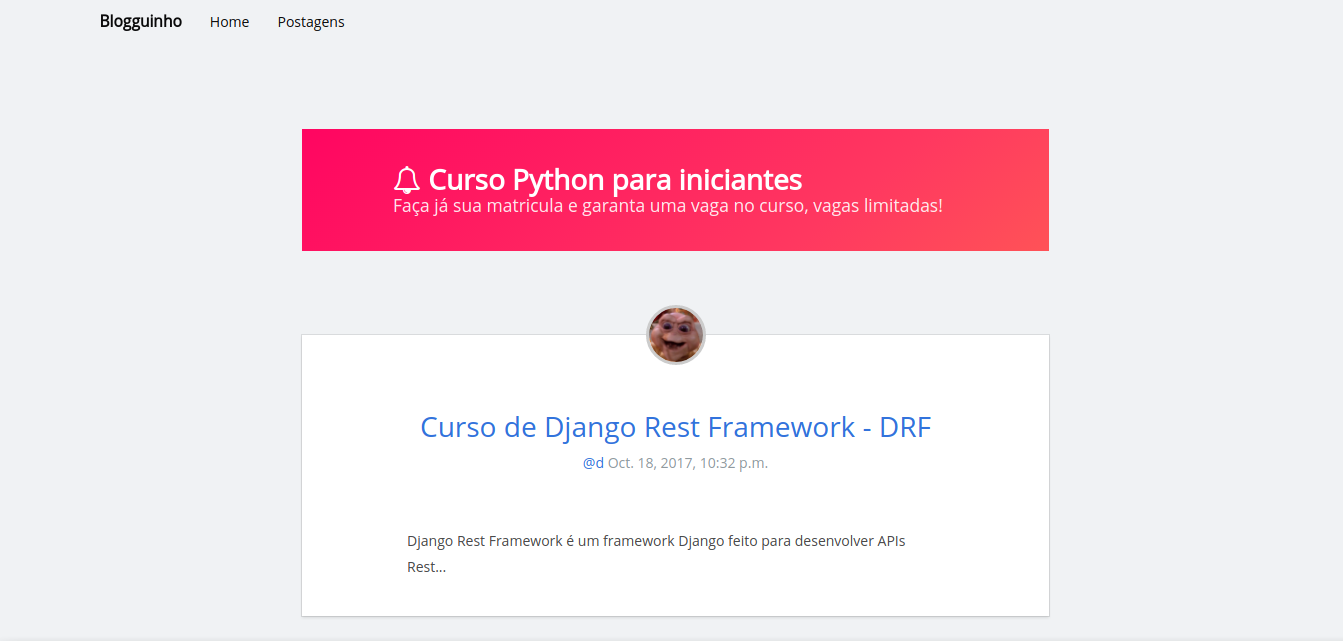 Blogguinho Home Postagens
Curso Python para iniciantes
Faça já sua matricula e garanta uma vaga no curso, vagas limitadas!
Curso de Django Rest Framework - DRF
@d Oct. 18, 2017, 10:32 p.m.
Django Rest Framework é um framework Django feito para desenvolver APIs
Rest...